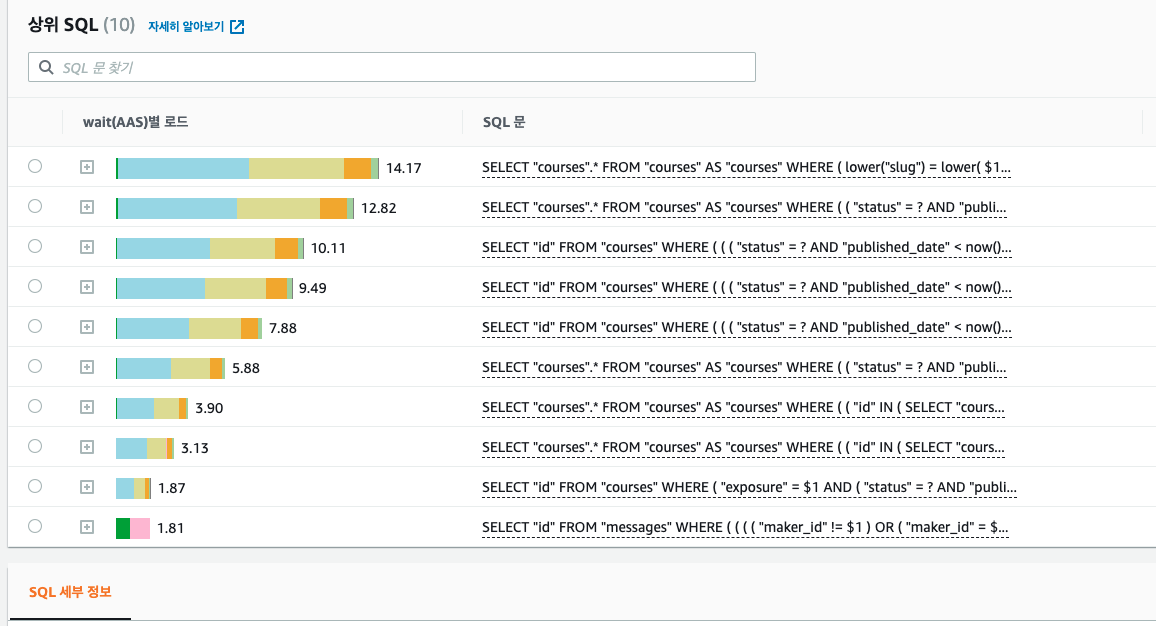 상위 SQL (10) 자세히 알아보기
SQL 문 찾기
wait(AAS)별 로드 SQL 문
14.17 SELECT "courses".* FROM "courses" AS "courses" WHERE ( lower("slug") = lower( $1...
12.82 SELECT "courses".* FROM "courses" AS "courses" WHERE ( ( "status" = ? AND "publi...
10.11 SELECT "id" FROM "courses" WHERE ( ( ( "status" = ? AND "published_date" < now()...
9.49 SELECT "id" FROM "courses" WHERE ( ( ( "status" = ? AND "published_date" < now()...
7.88 SELECT "id" FROM "courses" WHERE ( ( ( "status" = ? AND "published_date" < now()...
5.88 SELECT "courses".* FROM "courses" AS "courses" WHERE ( ( "status" = ? AND "publi...
3.90 SELECT "courses".* FROM "courses" AS "courses" WHERE ( ( "id" IN ( SELECT "cours...
3.13 SELECT "courses".* FROM "courses" AS "courses" WHERE ( ( "id" IN ( SELECT "cours...
1.87 SELECT "id" FROM "courses" WHERE ( "exposure" = $1 AND ( "status" = ? AND "publi...
1.81 SELECT "id" FROM "messages" WHERE ( ( ( ( "maker_id" != $1 ) OR ( "maker_id" = $...
SQL 세부 정보